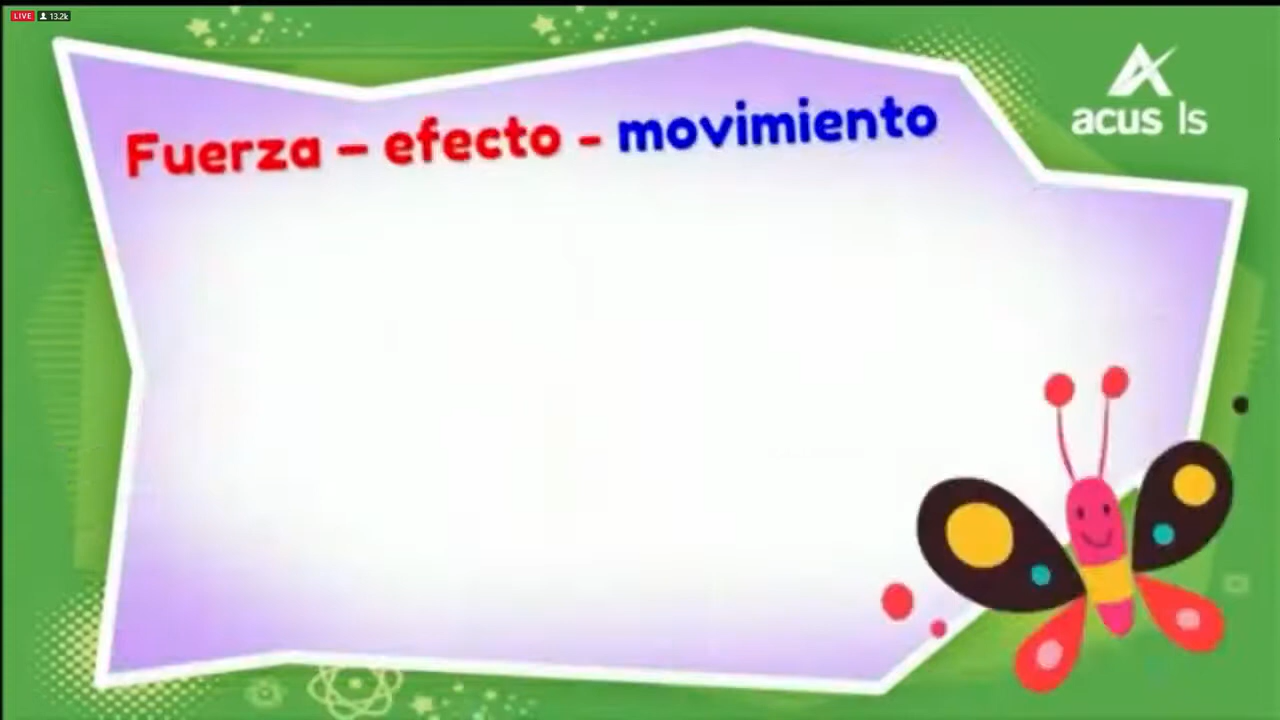 LIVE 13.2k
Fuerza – efecto - movimiento
acus ls